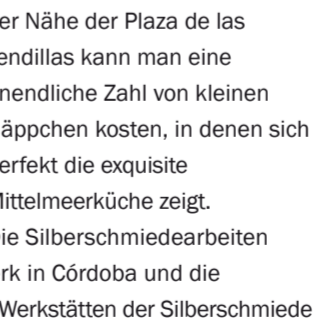 er Nähe der Plaza de las
endillas kann man eine
nendliche Zahl von kleinen
äppchen kosten, in denen sich
erfekt die exquisite
ittelmeerküche zeigt.
ie Silberschmiedearbeiten
rk in Córdoba und die
Werkstätten der Silberschmiede